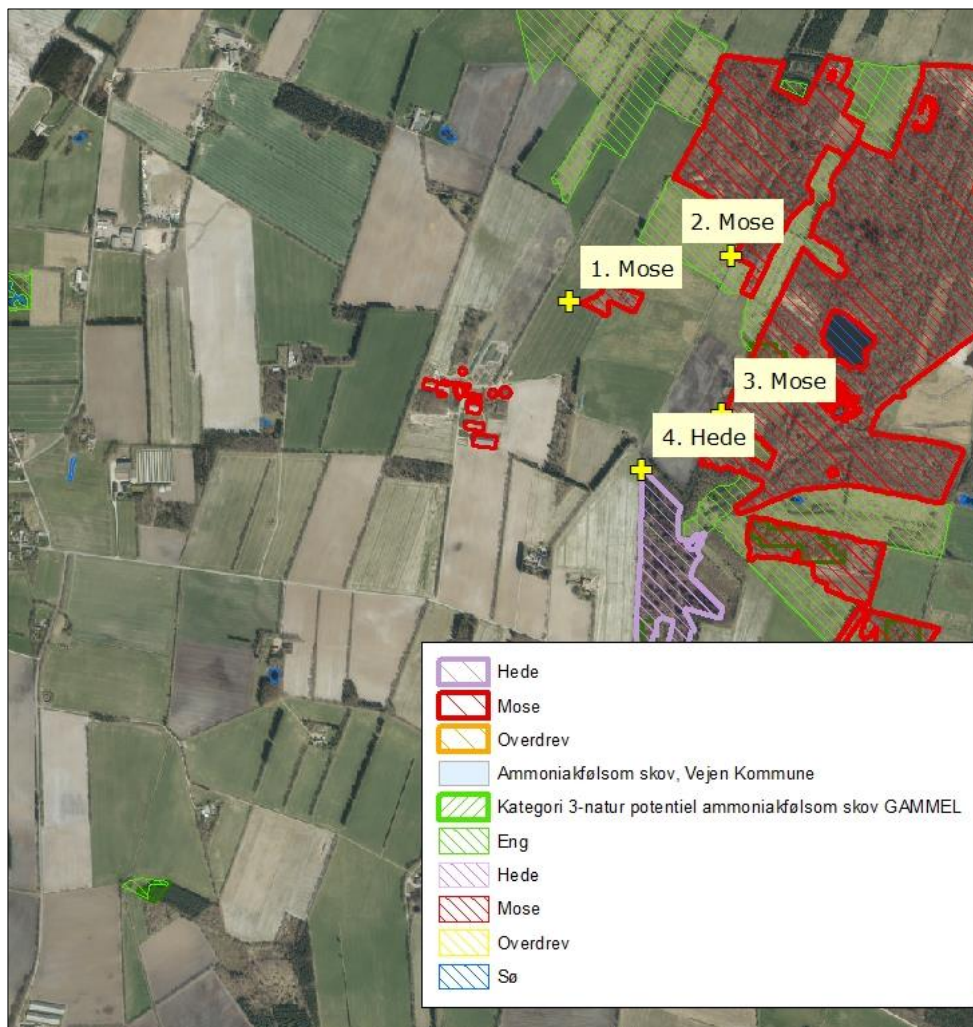 2. Mose
1. Mose
3. Mose
4. Hede
Hede
Mose
Overdrev
Ammoniakfølsom skov, Vejen Kommune
Kategori 3-natur potentiel ammoniakfølsom skov GAMMEL
Eng
Hede
Mose
Overdrev
Sø